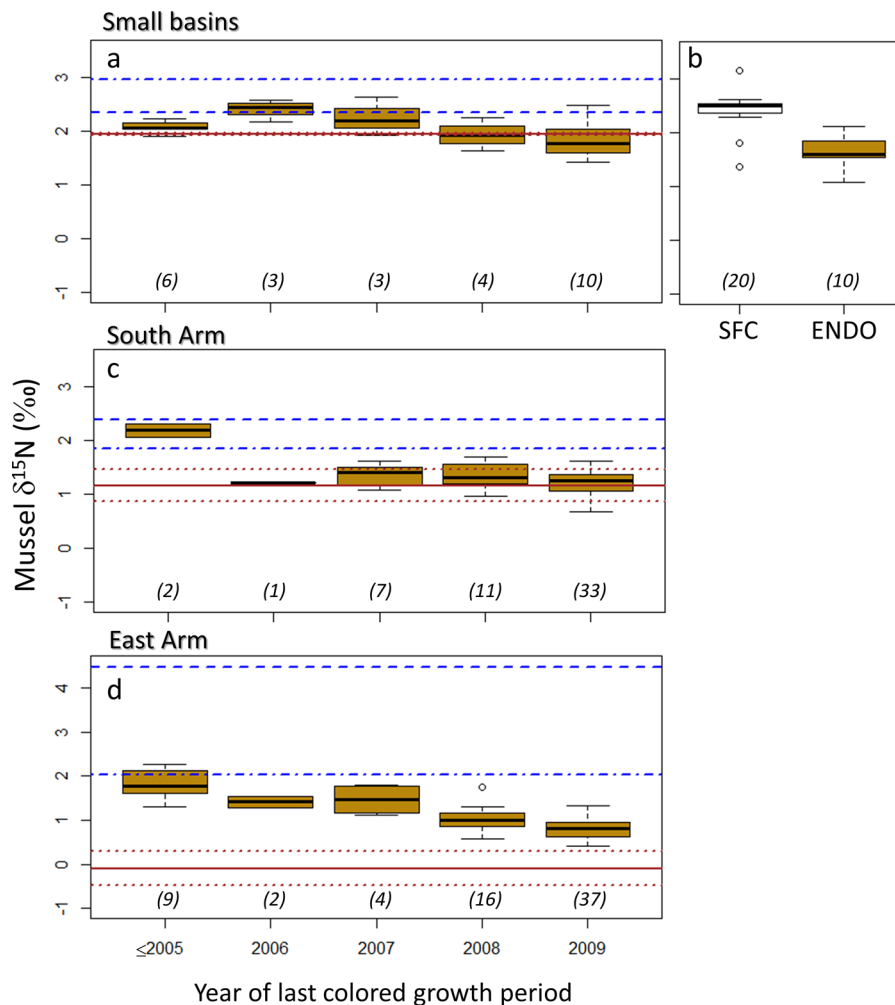 Small basins
a
b
3
2
1
0
-1
(6) (3) (3) (4) (10)
(20) (10)
SFC ENDO
South Arm
c
3
2
1
0
-1
(2) (1) (7) (11) (33)
Mussel δ¹⁵N (‰)
East Arm
d
4
3
2
1
0
-1
(9) (2) (4) (16) (37)
≤2005 2006 2007 2008 2009
Year of last colored growth period